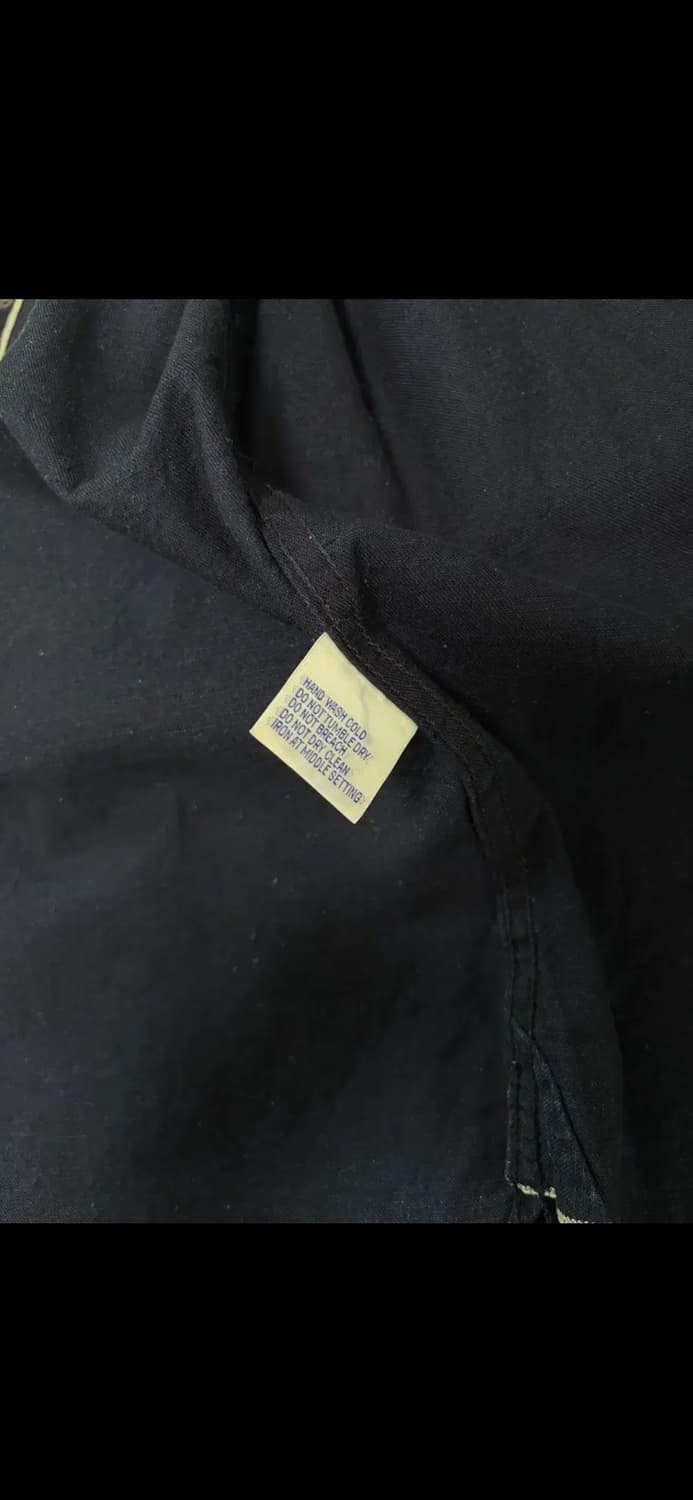 HAND WASH COLD
DO NOT TUMBLE DRY
DO NOT BREACH
DO NOT DRY CLEAN
IRON AT MIDDLE SETTING